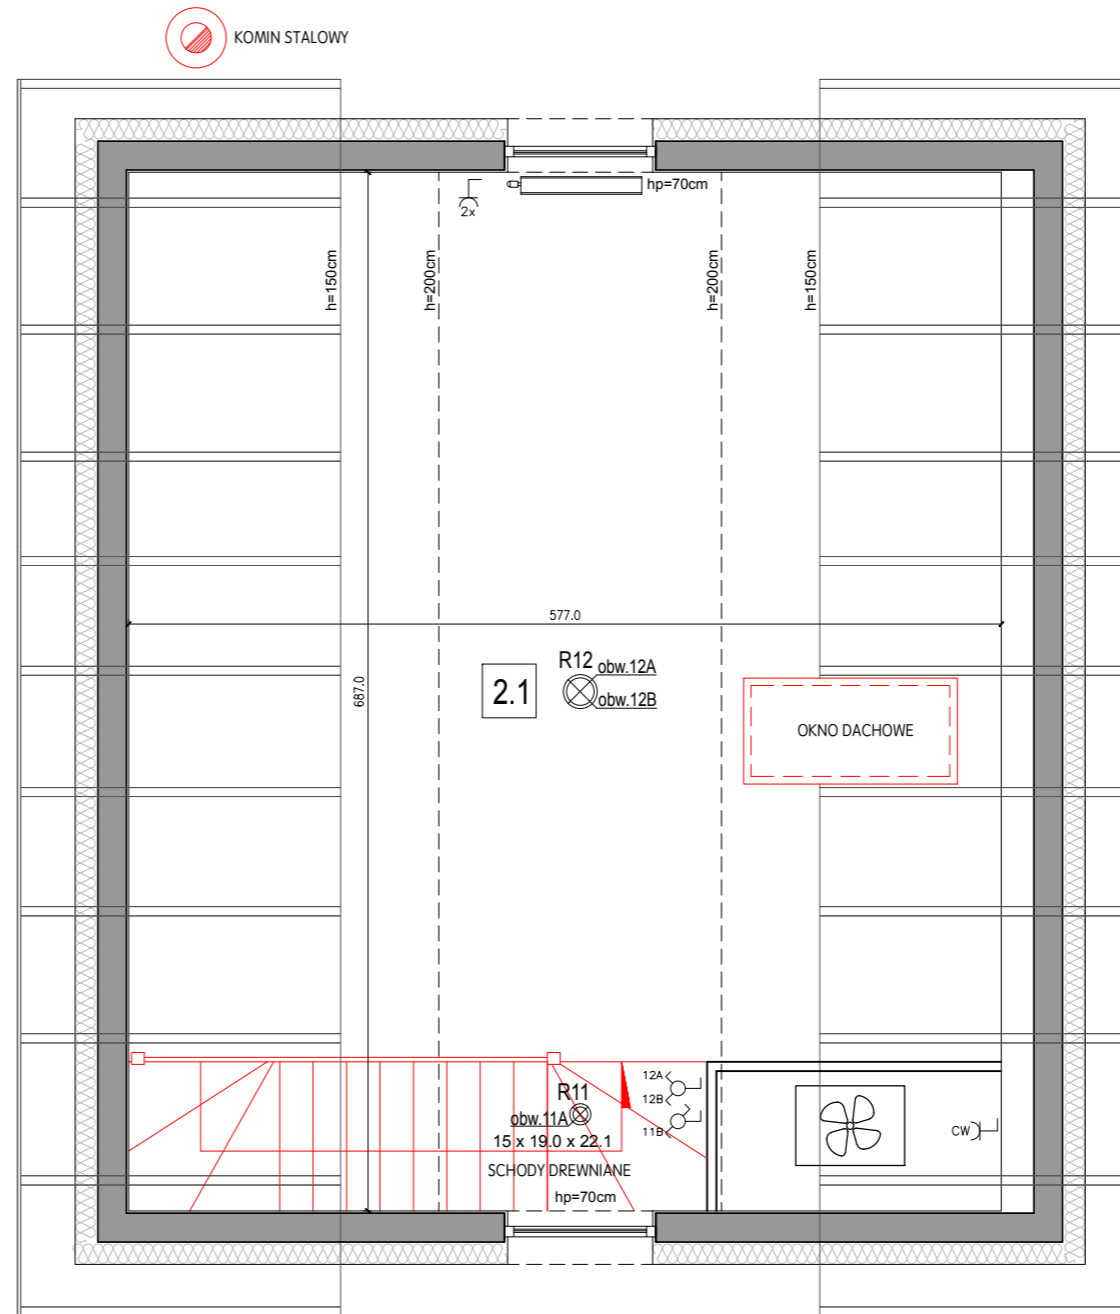 KOMIN STALOWY
hp=70cm
2x
h=150cm
h=200cm
h=200cm
h=150cm
577.0
687.0
2.1
R12
obw.12A
obw.12B
OKNO DACHOWE
12A
12B
11B
R11
obw.11A
15 x 19.0 x 22.1
SCHODY DREWNIANE
hp=70cm
CW